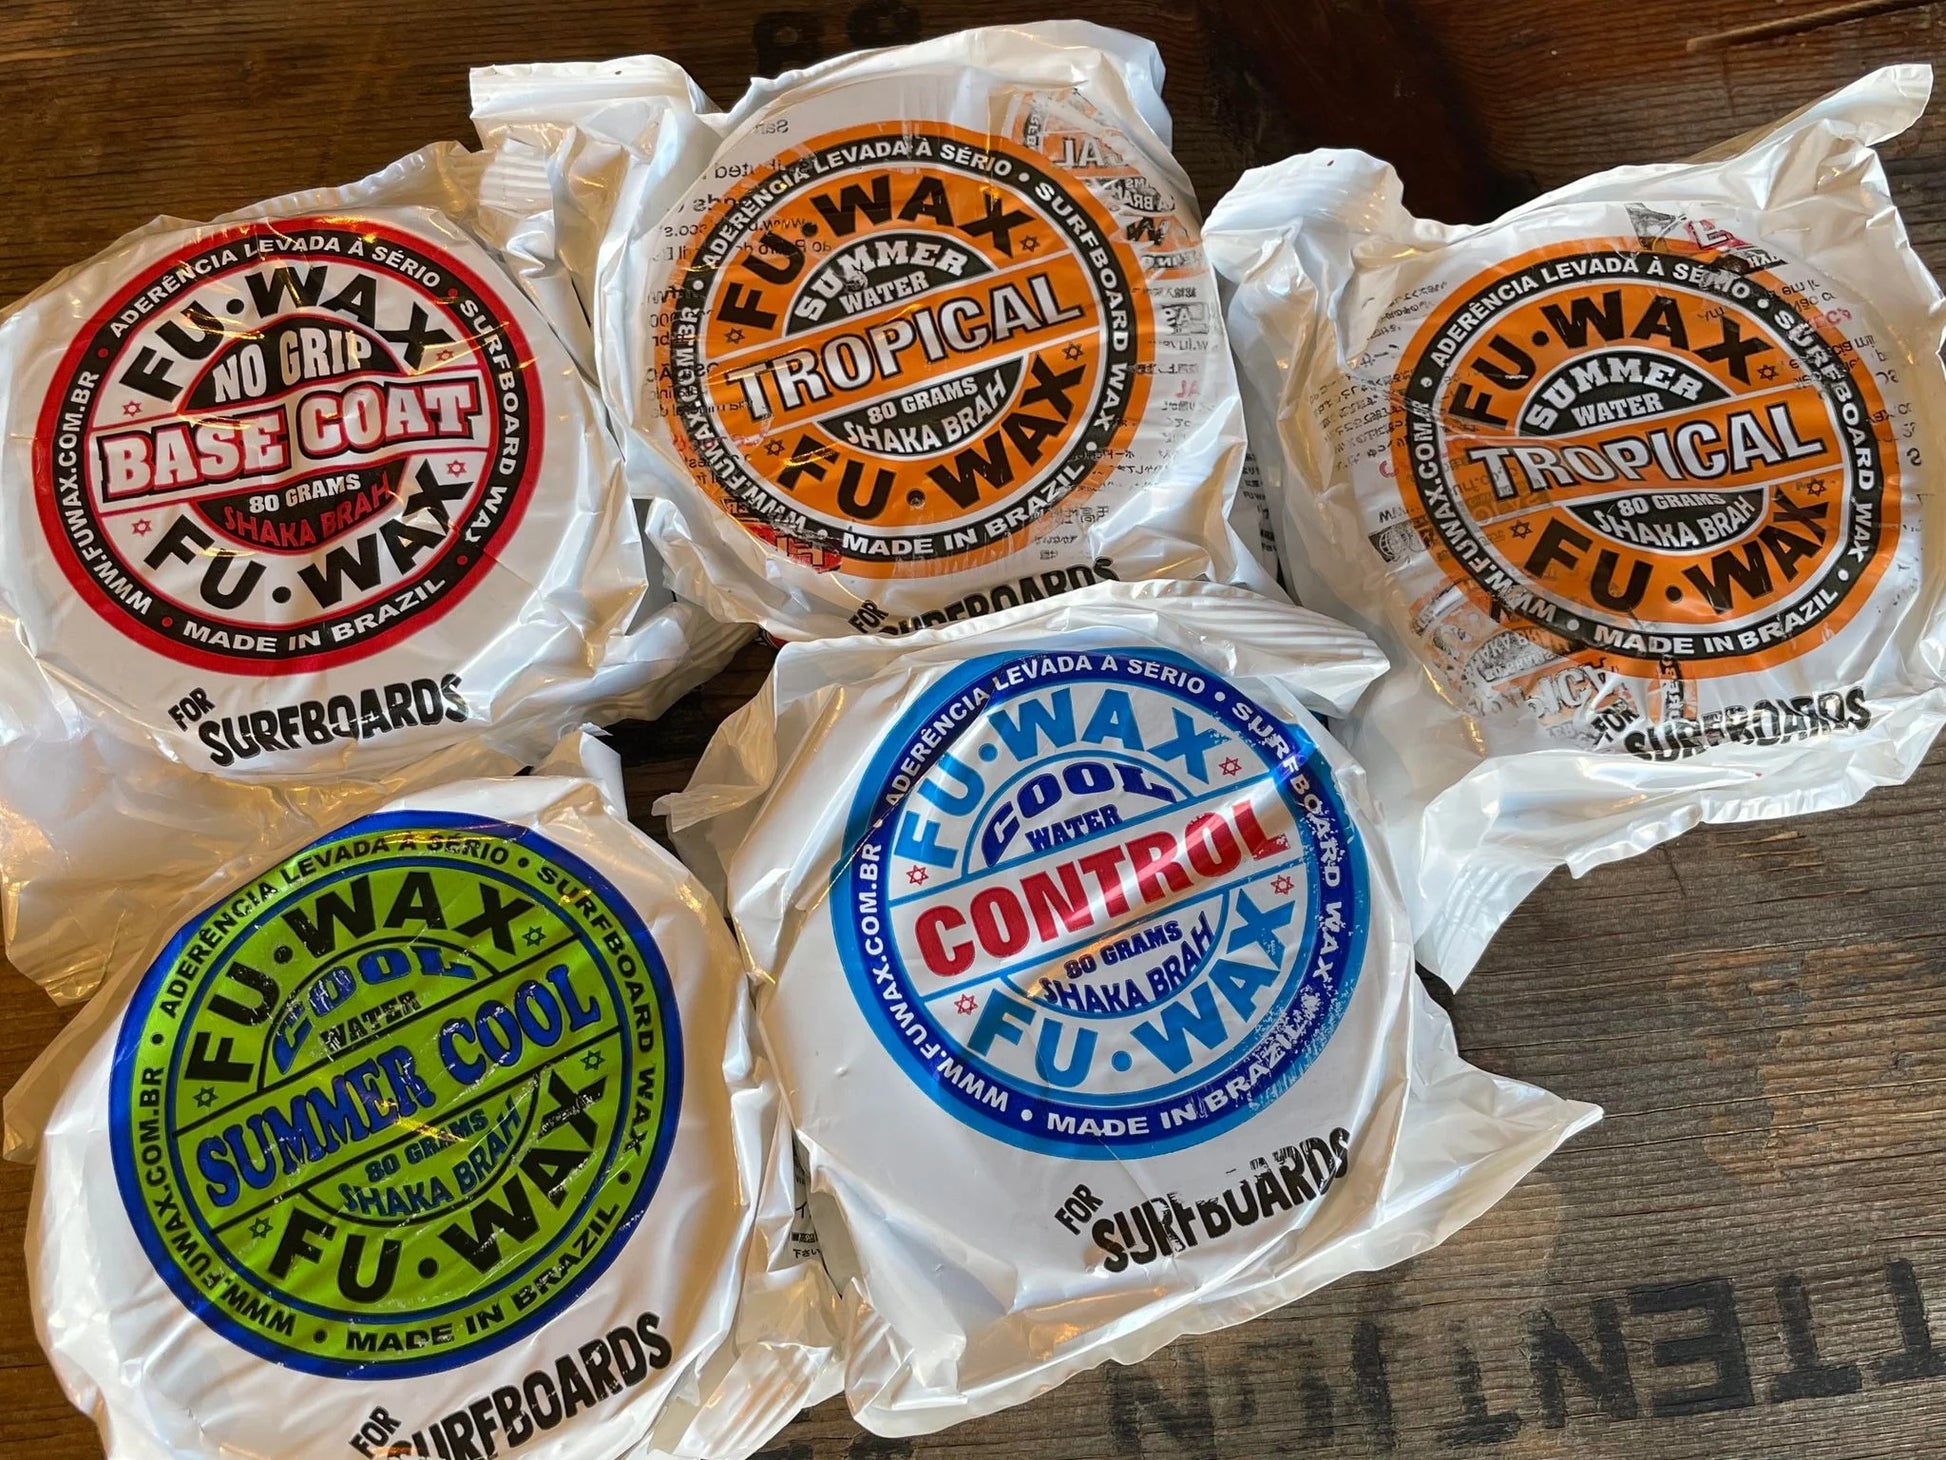 ADERÊNCIA LEVADA À SÉRIO • SURFBOARD WAX •
FU•WAX
NO GRIP
BASE COAT
80 GRAMS
SHAKA BRAH
FU•WAX
WWW.FUWAX.COM.BR • MADE IN BRAZIL
FOR
SURFBOARDS
ADERÊNCIA LEVADA À SÉRIO • SURFBOARD WAX •
FU•WAX
SUMMER
WATER
TROPICAL
80 GRAMS
SHAKA BRAH
FU•WAX
WWW.FUWAX.COM.BR • MADE IN BRAZIL
FOR
SURFBOARDS
ADERÊNCIA LEVADA À SÉRIO • SURFBOARD WAX •
FU•WAX
SUMMER
WATER
TROPICAL
80 GRAMS
SHAKA BRAH
FU•WAX
WWW.FUWAX.COM.BR • MADE IN BRAZIL
FOR
SURFBOARDS
ADERÊNCIA LEVADA À SÉRIO • SURFBOARD WAX •
FU•WAX
COOL
WATER
SUMMER COOL
80 GRAMS
SHAKA BRAH
FU•WAX
WWW.FUWAX.COM.BR • MADE IN BRAZIL
FOR
SURFBOARDS
ADERÊNCIA LEVADA À SÉRIO • SURFBOARD WAX •
FU•WAX
COOL
WATER
CONTROL
80 GRAMS
SHAKA BRAH
FU•WAX
WWW.FUWAX.COM.BR • MADE IN BRAZIL
FOR
SURFBOARDS